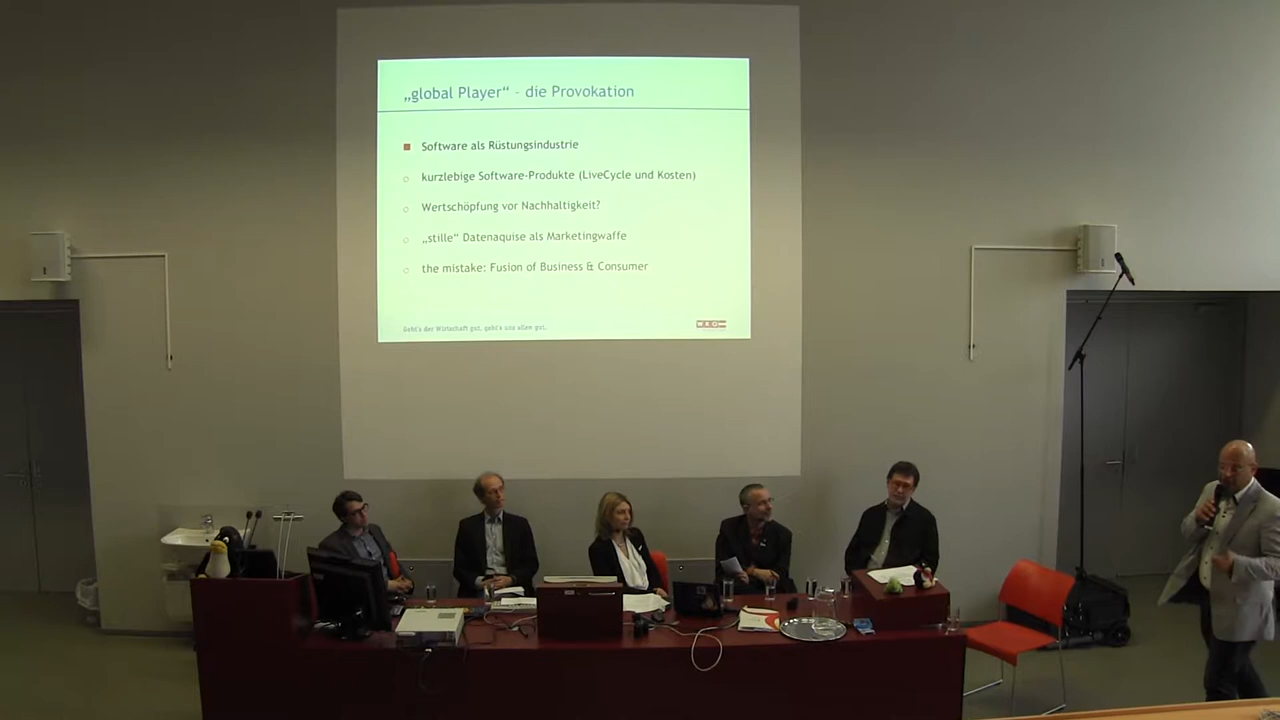 „global Player“ – die Provokation
Software als Rüstungsindustrie
kurzlebige Software-Produkte (LiveCycle und Kosten)
Wertschöpfung vor Nachhaltigkeit?
„stille“ Datenaquise als Marketingwaffe
the mistake: Fusion of Business & Consumer
Geht's der Wirtschaft gut, geht's uns allen gut.
WKO